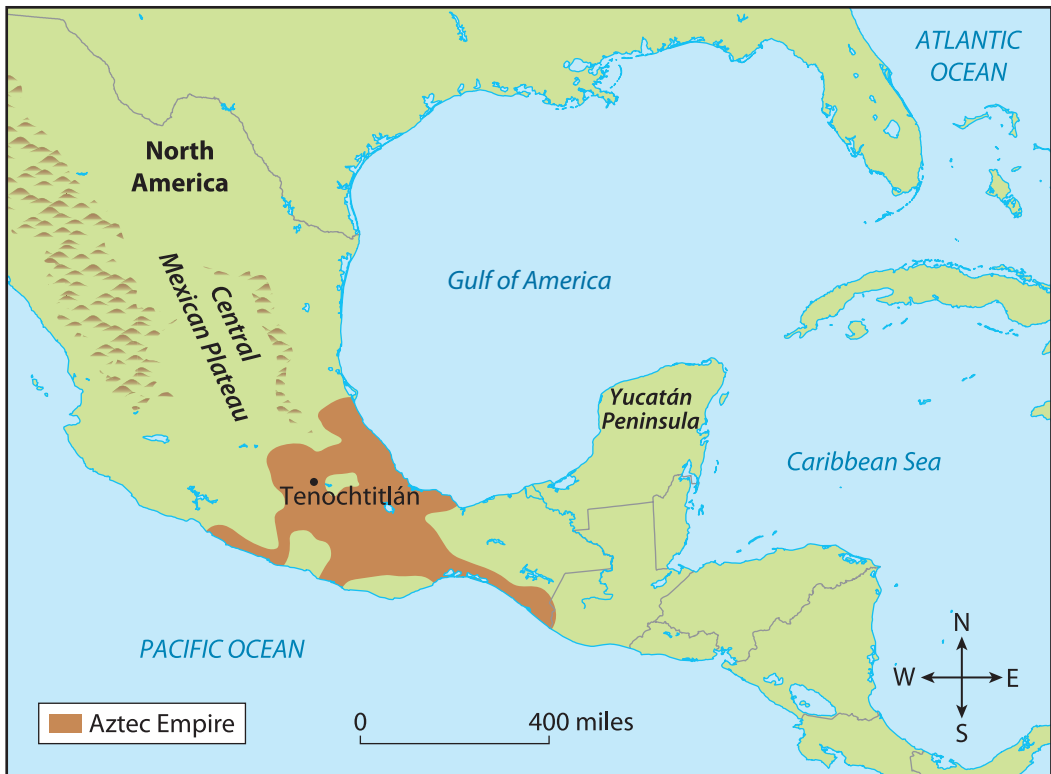 ATLANTIC
OCEAN
North
America
Central
Mexican Plateau
Gulf of America
Yucatán
Peninsula
Caribbean Sea
Tenochtitlán
PACIFIC OCEAN
N
W
E
S
Aztec Empire
0
400 miles